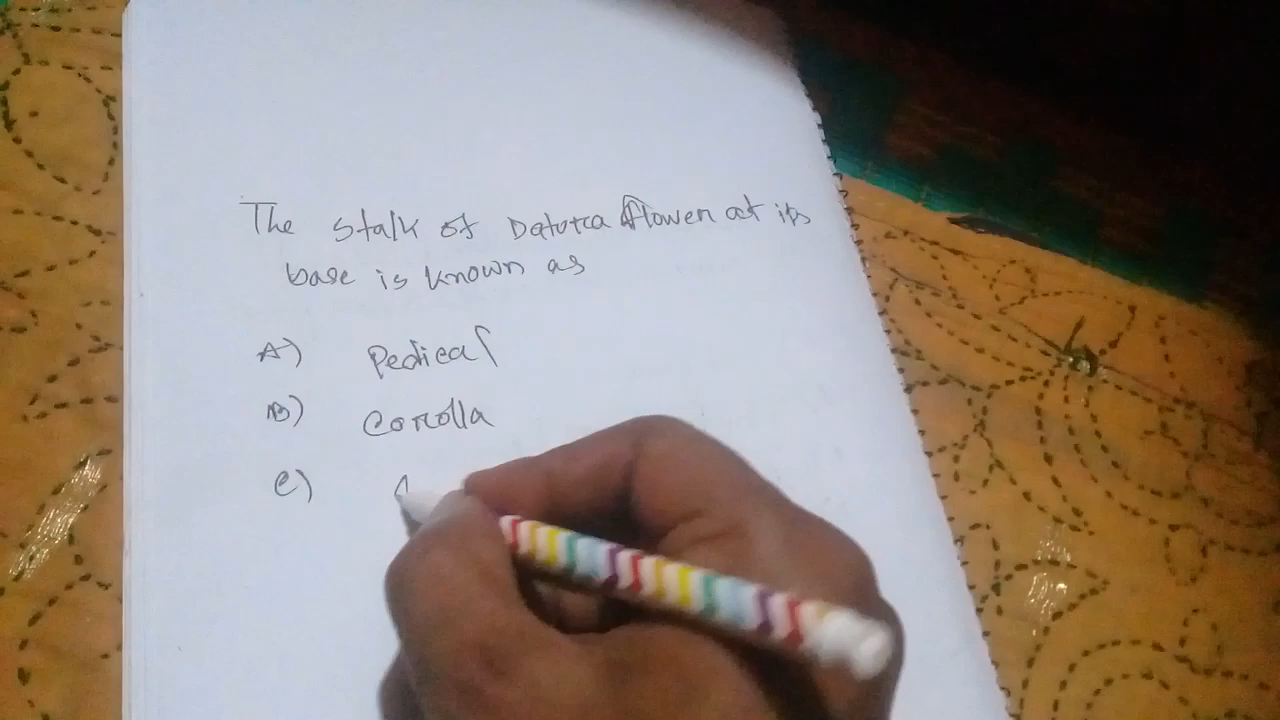 The stalk of Datura flower at its
base is known as
A) Pedical
B) Corolla
C)